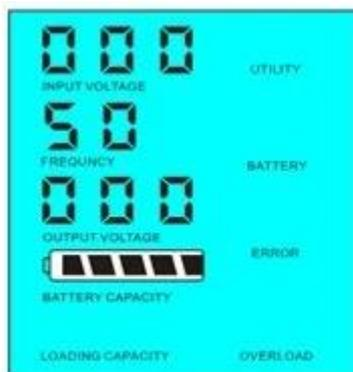 000
INPUT VOLTAGE
UTILITY
50
FREQUNCY
BATTERY
000
OUTPUT VOLTAGE
ERROR
BATTERY CAPACITY
LOADING CAPACITY
OVERLOAD